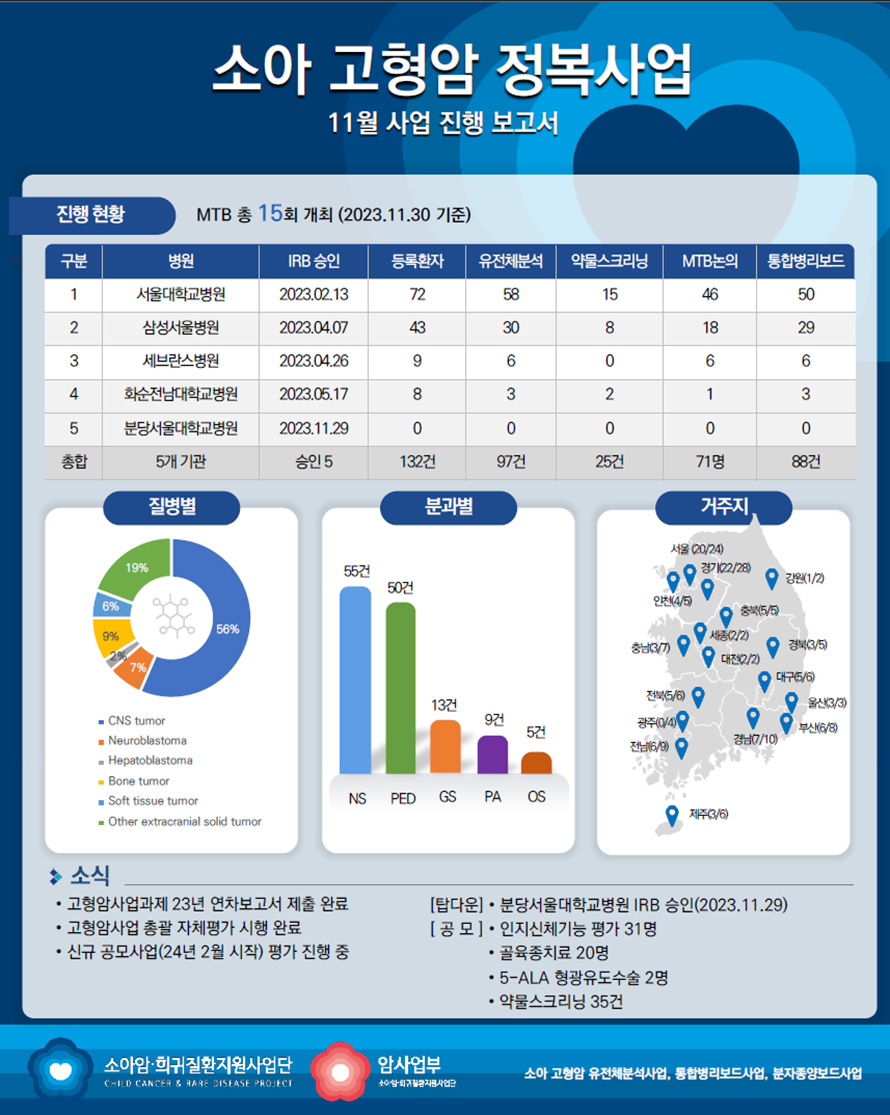 소아 고형암 정복사업
11월 사업 진행 보고서
진행 현황
MTB 총 15회 개최 (2023.11.30 기준)
구분 병원 IRB 승인 등록환자 유전체분석 약물스크리닝 MTB논의 통합병리보드
1 서울대학교병원 2023.02.13 72 58 15 46 50
2 삼성서울병원 2023.04.07 43 30 8 18 29
3 세브란스병원 2023.04.26 9 6 0 6 6
4 화순전남대학교병원 2023.05.17 8 3 2 1 3
5 분당서울대학교병원 2023.11.29 0 0 0 0 0
총합 5개 기관 승인 5 132건 97건 25건 71명 88건
질병별
56%
7%
2%
9%
6%
19%
CNS tumor
Neuroblastoma
Hepatoblastoma
Bone tumor
Soft tissue tumor
Other extracranial solid tumor
분과별
55건
50건
13건
9건
5건
NS PED GS PA OS
거주지
서울 (20/24)
경기(22/28)
강원(1/2)
인천(4/5)
충북(5/5)
세종(2/2)
충남(3/7)
경북(3/5)
대전(2/2)
대구(5/6)
전북(5/6)
울산(3/3)
광주(0/4)
부산(6/8)
경남(7/10)
전남(6/9)
제주(3/6)
소식
• 고형암사업과제 23년 연차보고서 제출 완료
• 고형암사업 총괄 자체평가 시행 완료
• 신규 공모사업(24년 2월 시작) 평가 진행 중
[탑다운] • 분당서울대학교병원 IRB 승인(2023.11.29)
[ 공 모 ] • 인지신체기능 평가 31명
• 골육종치료 20명
• 5-ALA 형광유도수술 2명
• 약물스크리닝 35건
소아암·희귀질환지원사업단
CHILD CANCER & RARE DISEASE PROJECT
암사업부
소아암·희귀질환지원사업단
소아 고형암 유전체분석사업, 통합병리보드사업, 분자종양보드사업